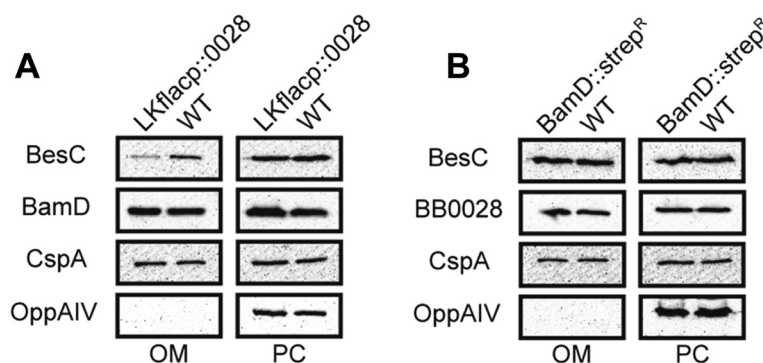 A
B
LKflacp::0028
WT
LKflacp::0028
WT
BamD::strepᴿ
WT
BamD::strepᴿ
WT
BesC
BamD
CspA
OppAIV
OM PC
BesC
BB0028
CspA
OppAIV
OM PC